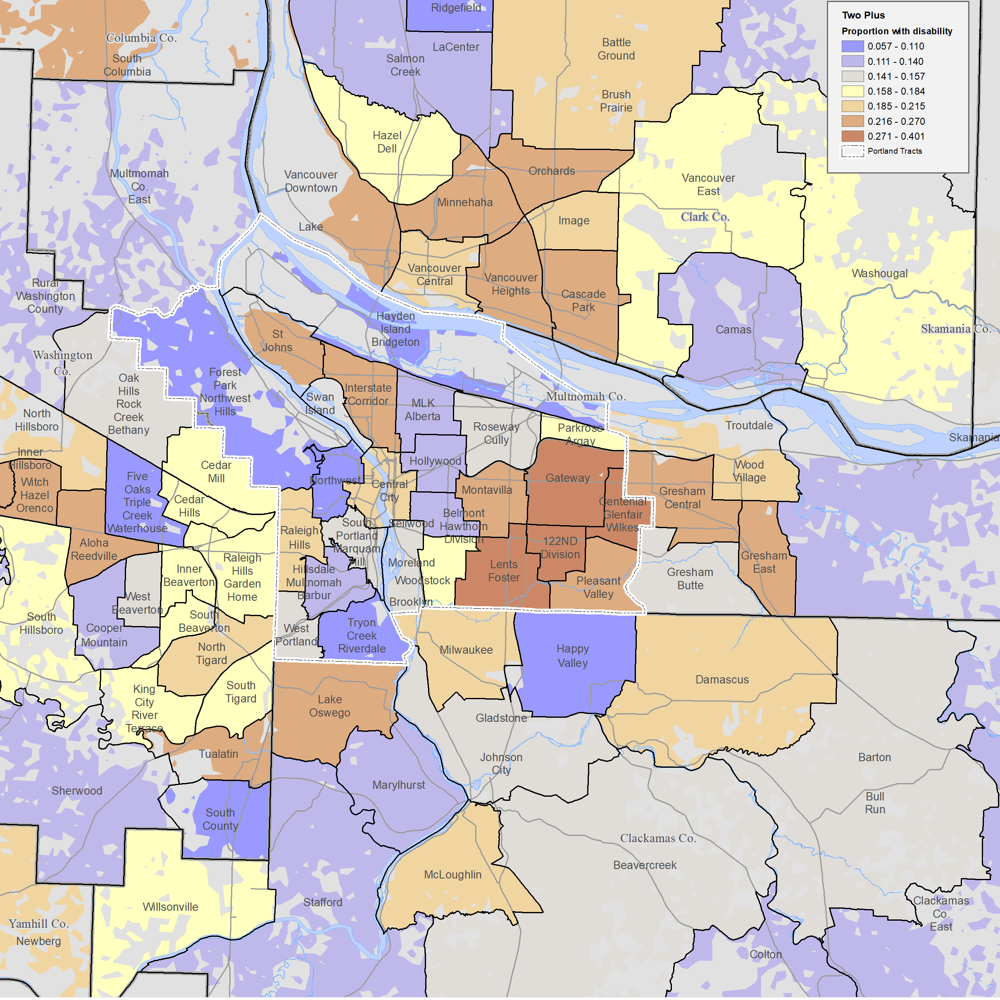 Two Plus
Proportion with disability
0.057 - 0.110
0.111 - 0.140
0.141 - 0.157
0.158 - 0.184
0.185 - 0.215
0.216 - 0.270
0.271 - 0.401
Portland Tracts
Ridgefield
Columbia Co.
South
Columbia
LaCenter
Salmon
Creek
Battle
Ground
Brush
Prairie
Hazel
Dell
Multmomah
Co.
East
Vancouver
Downtown
Orchards
Minnehaha
Vancouver
East
Clark Co.
Image
Lake
Vancouver
Central
Vancouver
Heights
Cascade
Park
Washougal
Camas
Skamania Co.
Rural
Washington
County
Hayden
Island
Bridgeton
St
Johns
Washington
Co.
Oak
Hills
Rock
Creek
Bethany
Forest
Park
Northwest
Hills
Swan
Island
Interstate
Corridor
MLK
Alberta
Multnomah Co.
North
Hillsboro
Roseway
Cully
Parkrose
Argay
Troutdale
Skamania
Inner
Hillsboro
Cedar
Mill
Hollywood
Wood
Village
Witch
Hazel
Orenco
Five
Oaks
Triple
Creek
Waterhouse
Cedar
Hills
Northwest
Central
City
Montavilla
Gateway
Gresham
Central
Centenial
Glenfair
Wilkes
Raleigh
Hills
South
Portland
Marquam
Hill
Sellwood
Belmont
Hawthorn
Division
Aloha
Reedville
122ND
Division
Gresham
East
Inner
Beaverton
Raleigh
Hills
Garden
Home
Hillsdale
Multnomah
Barbur
Moreland
Woodstock
Brooklyn
Lents
Foster
Pleasant
Valley
Gresham
Butte
West
Beaverton
South
Hillsboro
Cooper
Mountain
South
Beaverton
North
Tigard
West
Portland
Tryon
Creek
Riverdale
Milwaukee
Happy
Valley
Damascus
King
City
River
Terrace
South
Tigard
Lake
Oswego
Gladstone
Tualatin
Johnson
City
Barton
Sherwood
Marylhurst
Bull
Run
South
County
Clackamas Co.
Beavercreek
McLoughlin
Willsonville
Stafford
Clackamas
Co.
East
Yamhill Co.
Newberg
Colton